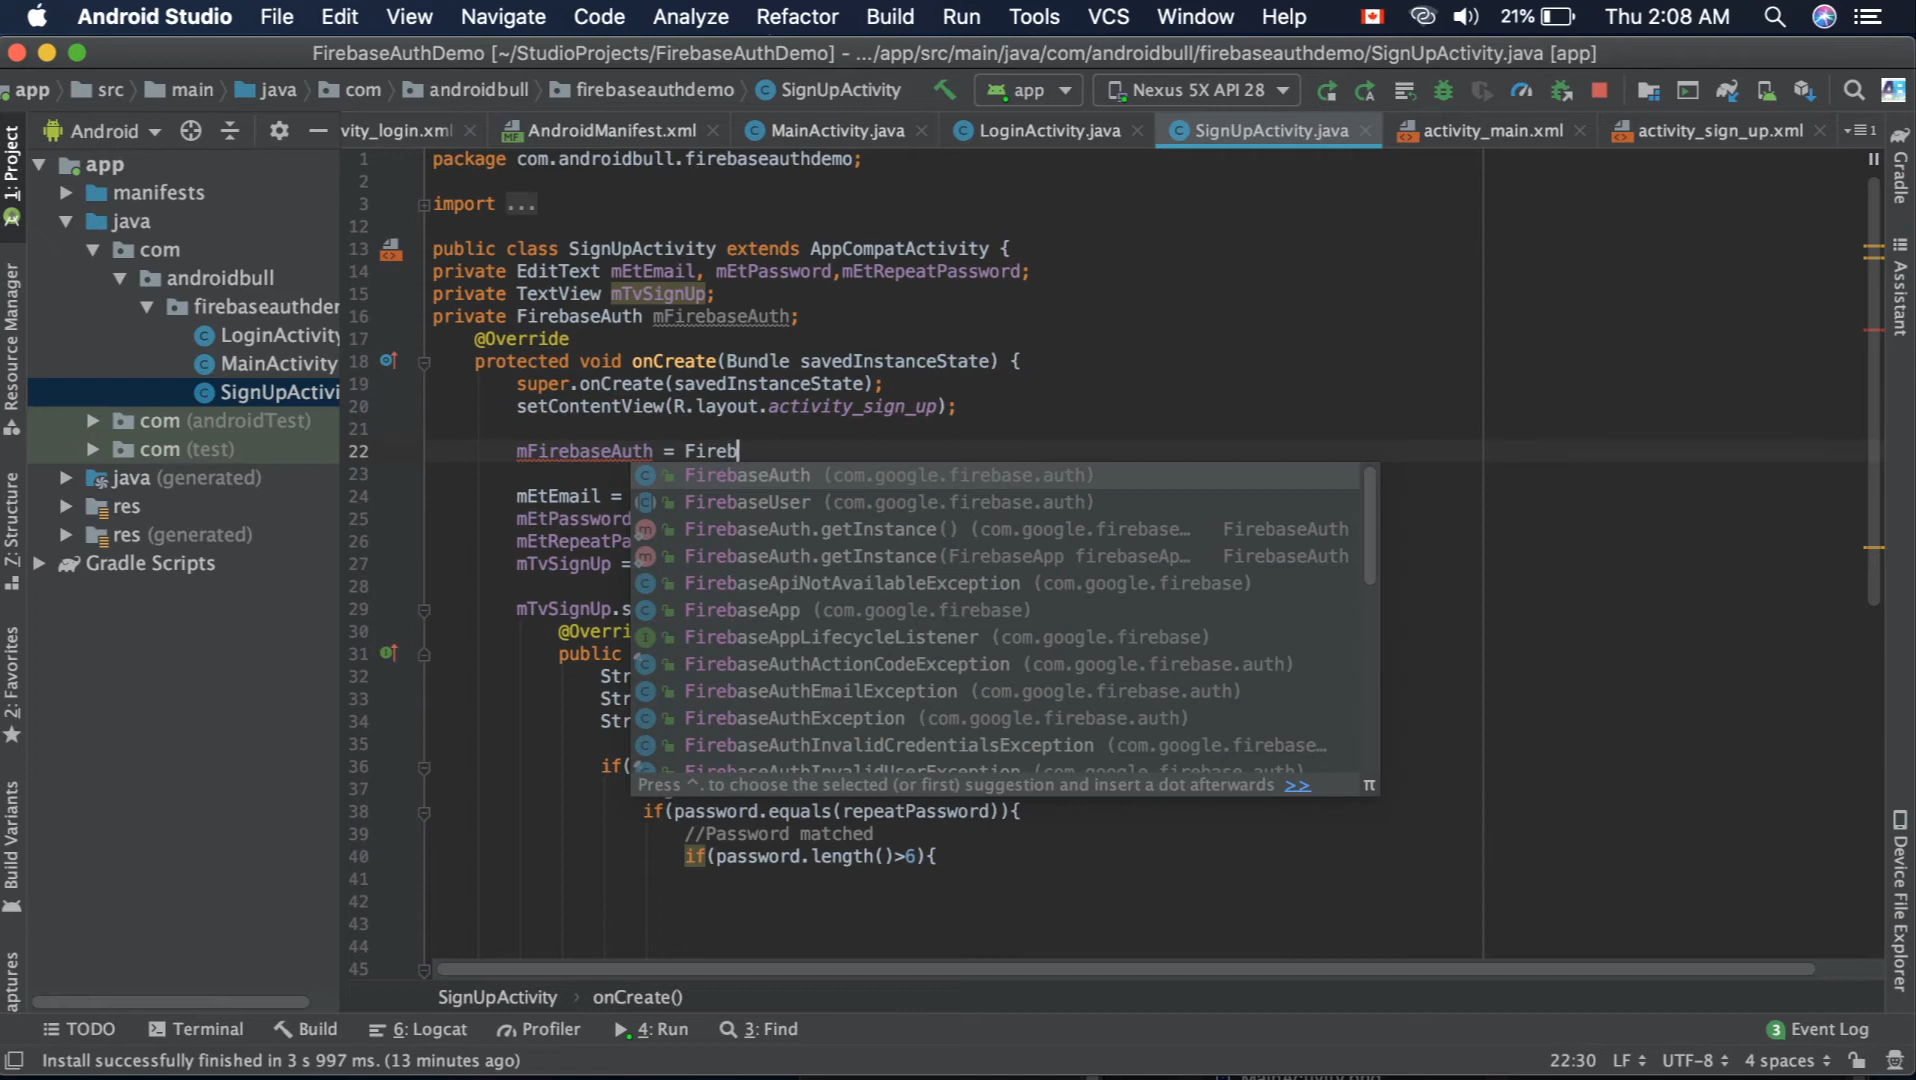 Android Studio File Edit View Navigate Code Analyze Refactor Build Run Tools VCS Window Help 21% Thu 2:08 AM
FirebaseAuthDemo [~/StudioProjects/FirebaseAuthDemo] - .../app/src/main/java/com/androidbull/firebaseauthdemo/SignUpActivity.java [app]
app src main java com androidbull firebaseauthdemo SignUpActivity app Nexus 5X API 28
Android vity_login.xml AndroidManifest.xml MainActivity.java LoginActivity.java SignUpActivity.java activity_main.xml activity_sign_up.xml 1
1: Project
Resource Manager
Z: Structure
2: Favorites
Build Variants
aptures
app
manifests
java
com
androidbull
firebaseauthder
LoginActivity
MainActivity
SignUpActivi
com (androidTest)
com (test)
java (generated)
res
res (generated)
Gradle Scripts
1 package com.androidbull.firebaseauthdemo;
2
3 import ...
12
13 public class SignUpActivity extends AppCompatActivity {
14 private EditText mEtEmail, mEtPassword,mEtRepeatPassword;
15 private TextView mTvSignUp;
16 private FirebaseAuth mFirebaseAuth;
17 @Override
18 protected void onCreate(Bundle savedInstanceState) {
19 super.onCreate(savedInstanceState);
20 setContentView(R.layout.activity_sign_up);
21
22 mFirebaseAuth = Fireb
23
24 mEtEmail =
25 mEtPassword
26 mEtRepeatPa
27 mTvSignUp =
28
29 mTvSignUp.s
30 @Overri
31 public
32 Str
33 Str
34 Str
35
36 if(
37
38 if(password.equals(repeatPassword)){
39 //Password matched
40 if(password.length()>6){
41
42
43
44
45
FirebaseAuth (com.google.firebase.auth)
FirebaseUser (com.google.firebase.auth)
FirebaseAuth.getInstance() (com.google.firebase… FirebaseAuth
FirebaseAuth.getInstance(FirebaseApp firebaseAp… FirebaseAuth
FirebaseApiNotAvailableException (com.google.firebase)
FirebaseApp (com.google.firebase)
FirebaseAppLifecycleListener (com.google.firebase)
FirebaseAuthActionCodeException (com.google.firebase.auth)
FirebaseAuthEmailException (com.google.firebase.auth)
FirebaseAuthException (com.google.firebase.auth)
FirebaseAuthInvalidCredentialsException (com.google.firebase…
FirebaseAuthInvalidUserException (com.google.firebase.auth)
Press ^. to choose the selected (or first) suggestion and insert a dot afterwards >> π
Gradle
Assistant
Device File Explorer
SignUpActivity › onCreate()
TODO Terminal Build 6: Logcat Profiler 4: Run 3: Find 3 Event Log
Install successfully finished in 3 s 997 ms. (13 minutes ago) 22:30 LF UTF-8 4 spaces